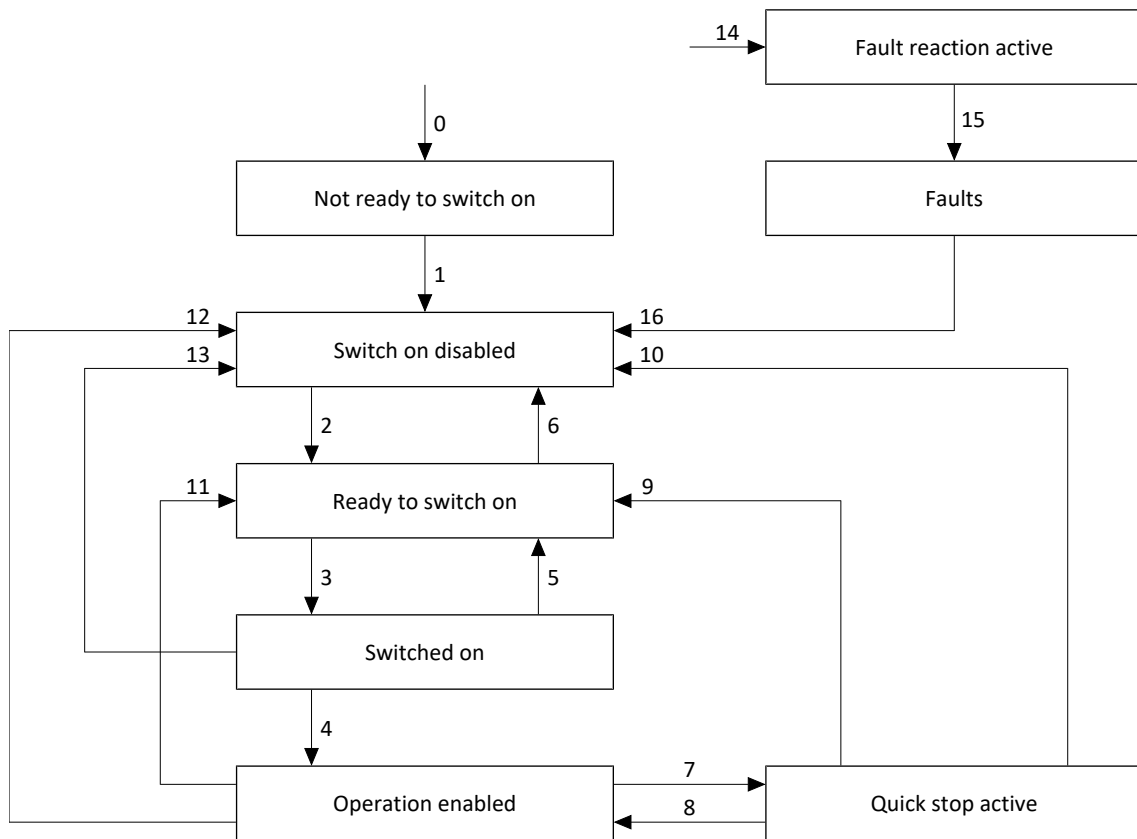 14
Fault reaction active
0
15
Not ready to switch on
Faults
1
12
16
Switch on disabled
13
10
2
6
11
9
Ready to switch on
3
5
Switched on
4
7
Operation enabled
Quick stop active
8